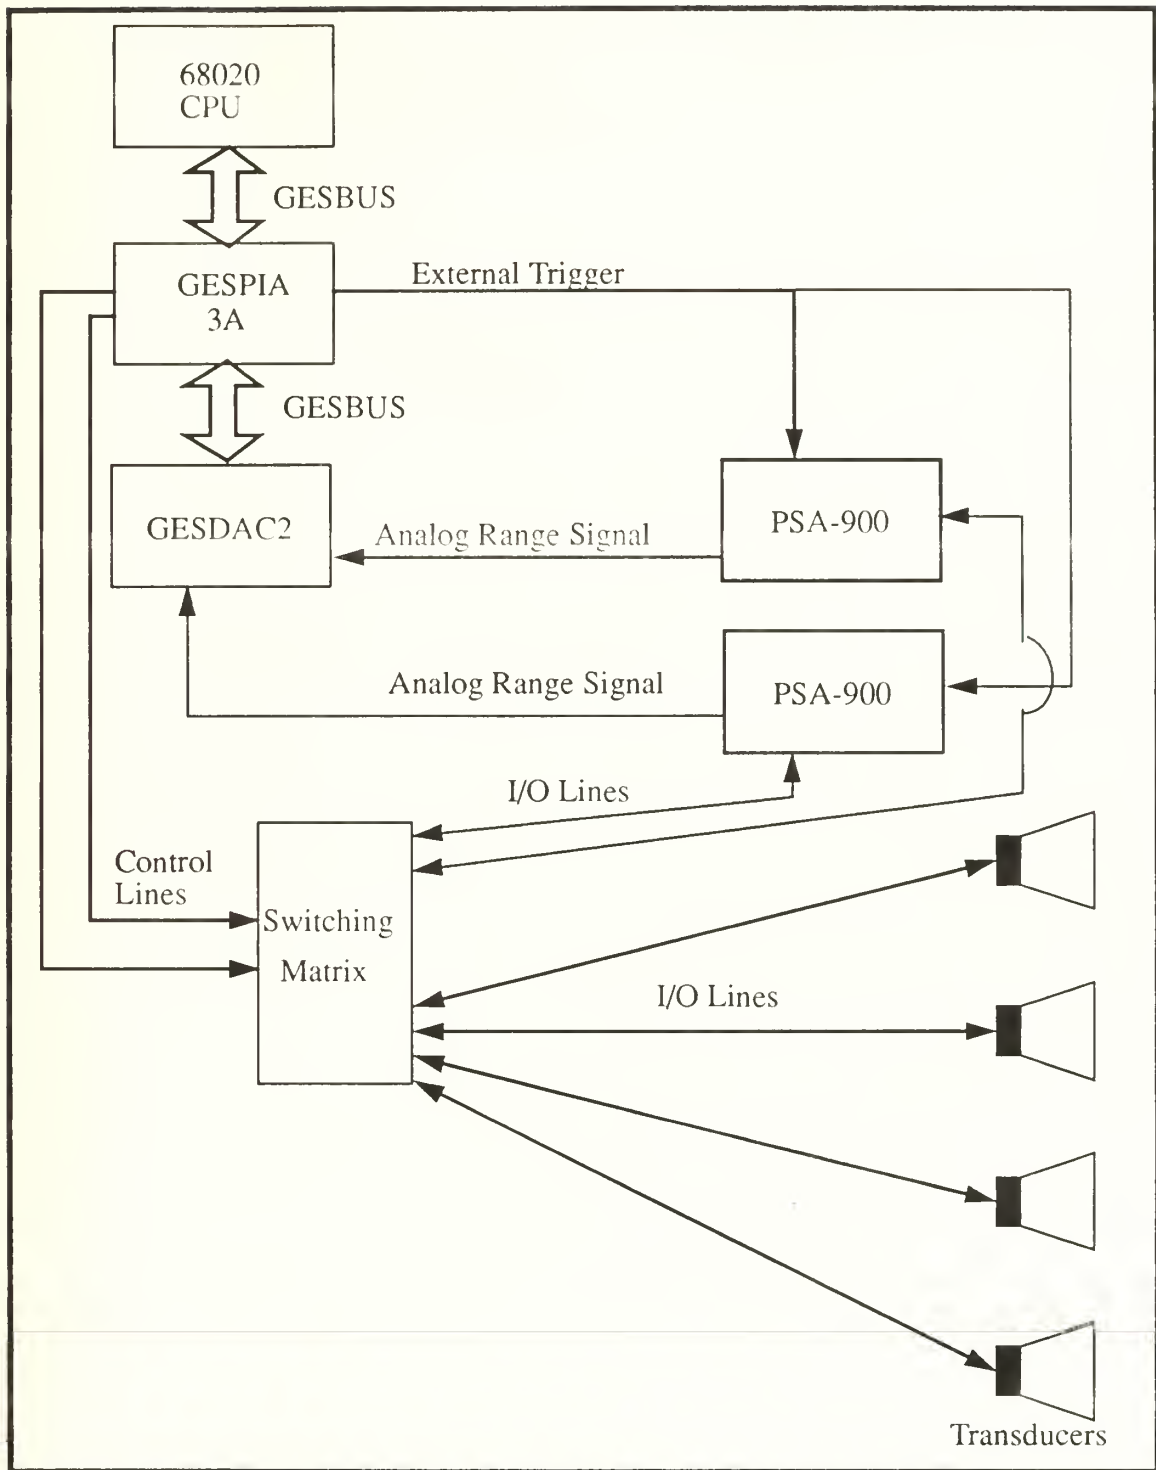 68020
CPU
GESBUS
GESPIA
3A
External Trigger
GESBUS
GESDAC2
Analog Range Signal
PSA-900
Analog Range Signal
PSA-900
I/O Lines
Control
Lines
Switching
Matrix
I/O Lines
Transducers